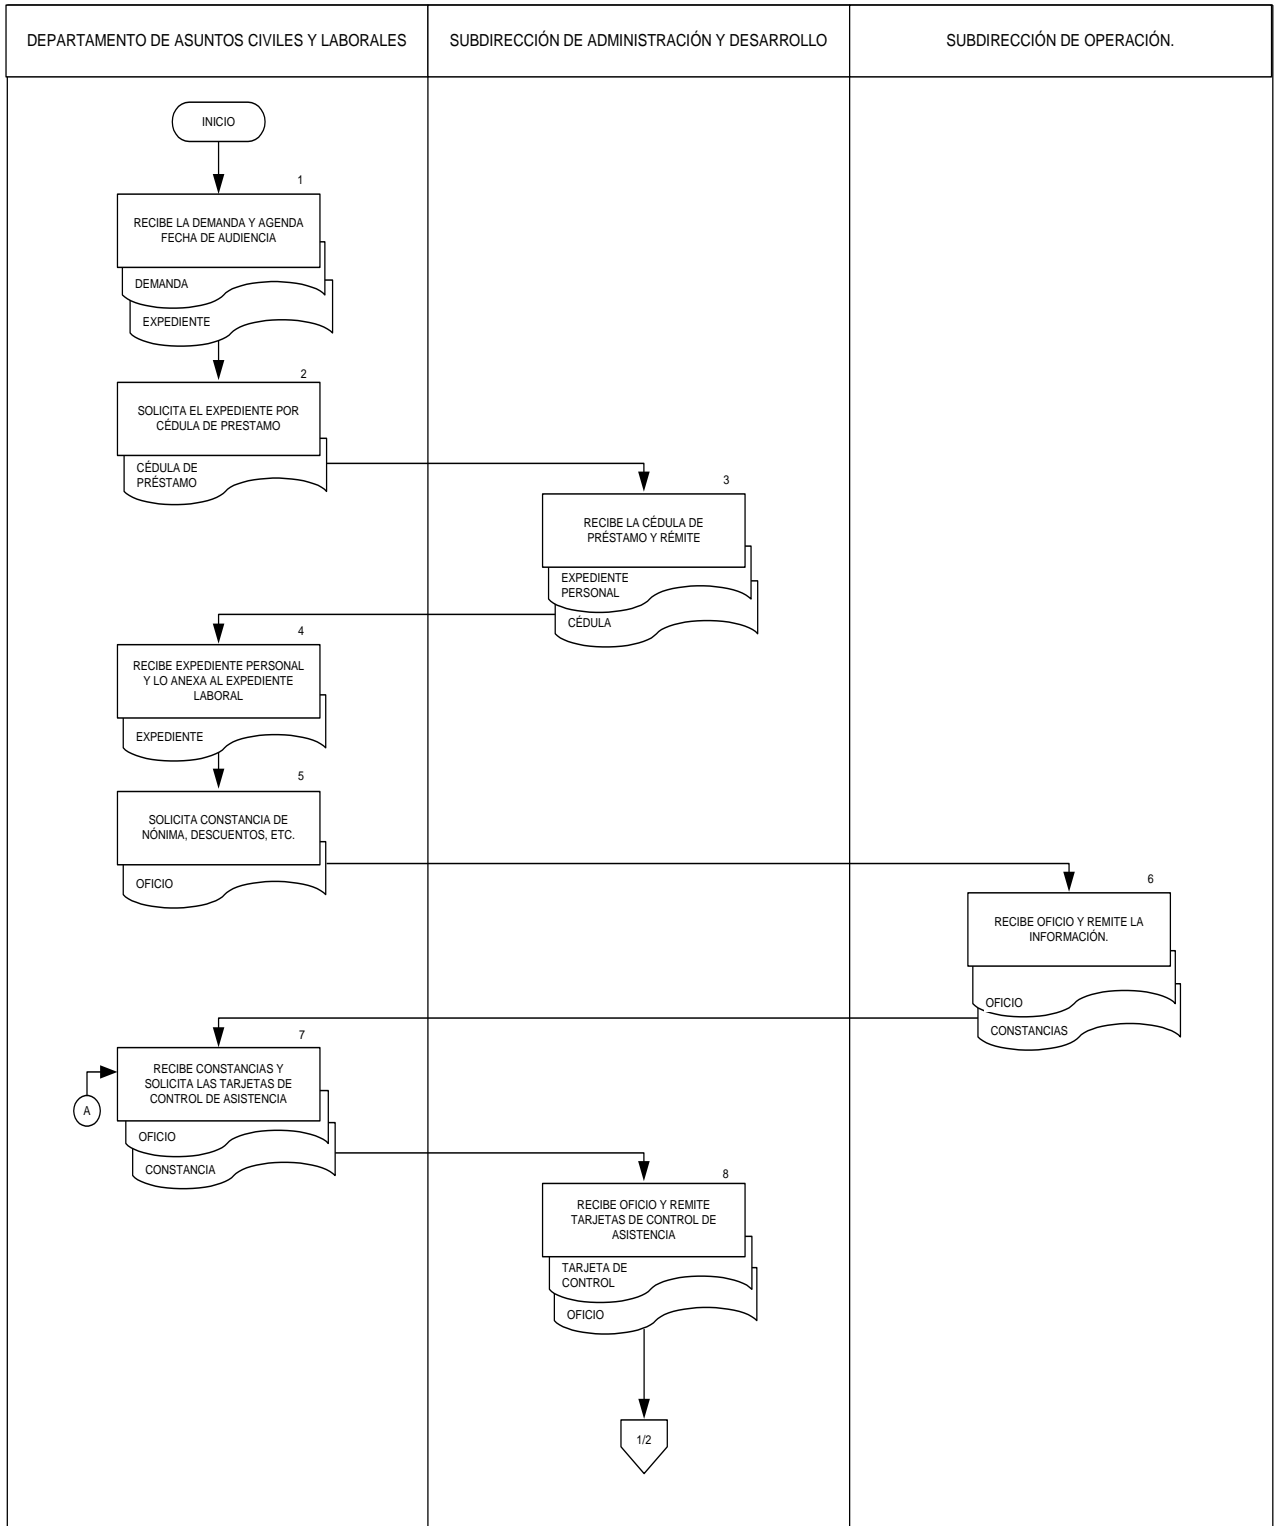 DEPARTAMENTO DE ASUNTOS CIVILES Y LABORALES
SUBDIRECCIÓN DE ADMINISTRACIÓN Y DESARROLLO
SUBDIRECCIÓN DE OPERACIÓN.
INICIO
1
RECIBE LA DEMANDA Y AGENDA
FECHA DE AUDIENCIA
DEMANDA
EXPEDIENTE
2
SOLICITA EL EXPEDIENTE POR
CÉDULA DE PRESTAMO
CÉDULA DE
PRÉSTAMO
3
RECIBE LA CÉDULA DE
PRÉSTAMO Y RÉMITE
EXPEDIENTE
PERSONAL
CÉDULA
4
RECIBE EXPEDIENTE PERSONAL
Y LO ANEXA AL EXPEDIENTE
LABORAL
EXPEDIENTE
5
SOLICITA CONSTANCIA DE
NÓNIMA, DESCUENTOS, ETC.
OFICIO
6
RECIBE OFICIO Y REMITE LA
INFORMACIÓN.
OFICIO
CONSTANCIAS
7
RECIBE CONSTANCIAS Y
SOLICITA LAS TARJETAS DE
CONTROL DE ASISTENCIA
A
OFICIO
CONSTANCIA
8
RECIBE OFICIO Y REMITE
TARJETAS DE CONTROL DE
ASISTENCIA
TARJETA DE
CONTROL
OFICIO
1/2